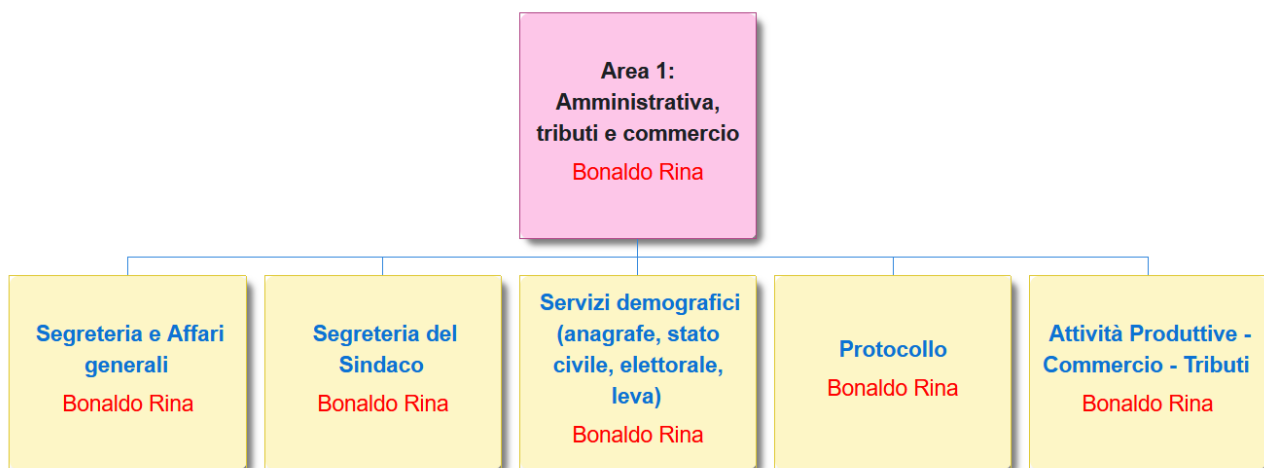 Area 1:
Amministrativa,
tributi e commercio
Bonaldo Rina
Segreteria e Affari
generali
Bonaldo Rina
Segreteria del
Sindaco
Bonaldo Rina
Servizi demografici
(anagrafe, stato
civile, elettorale,
leva)
Bonaldo Rina
Protocollo
Bonaldo Rina
Attività Produttive -
Commercio - Tributi
Bonaldo Rina